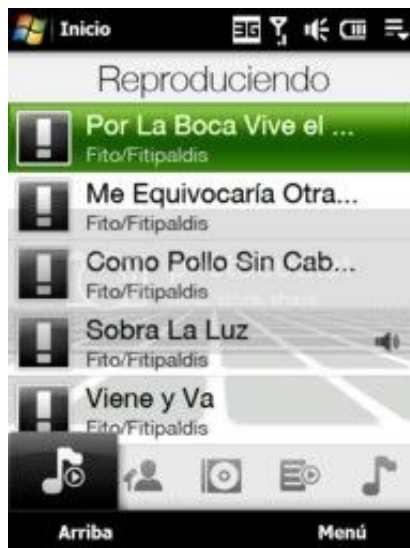 Inicio
3G
Reproduciendo
Por La Boca Vive el ...
Fito/Fitipaldis
Me Equivocaría Otra...
Fito/Fitipaldis
Como Pollo Sin Cab...
Fito/Fitipaldis
Sobra La Luz
Fito/Fitipaldis
Viene y Va
Fito/Fitipaldis
Arriba
Menú